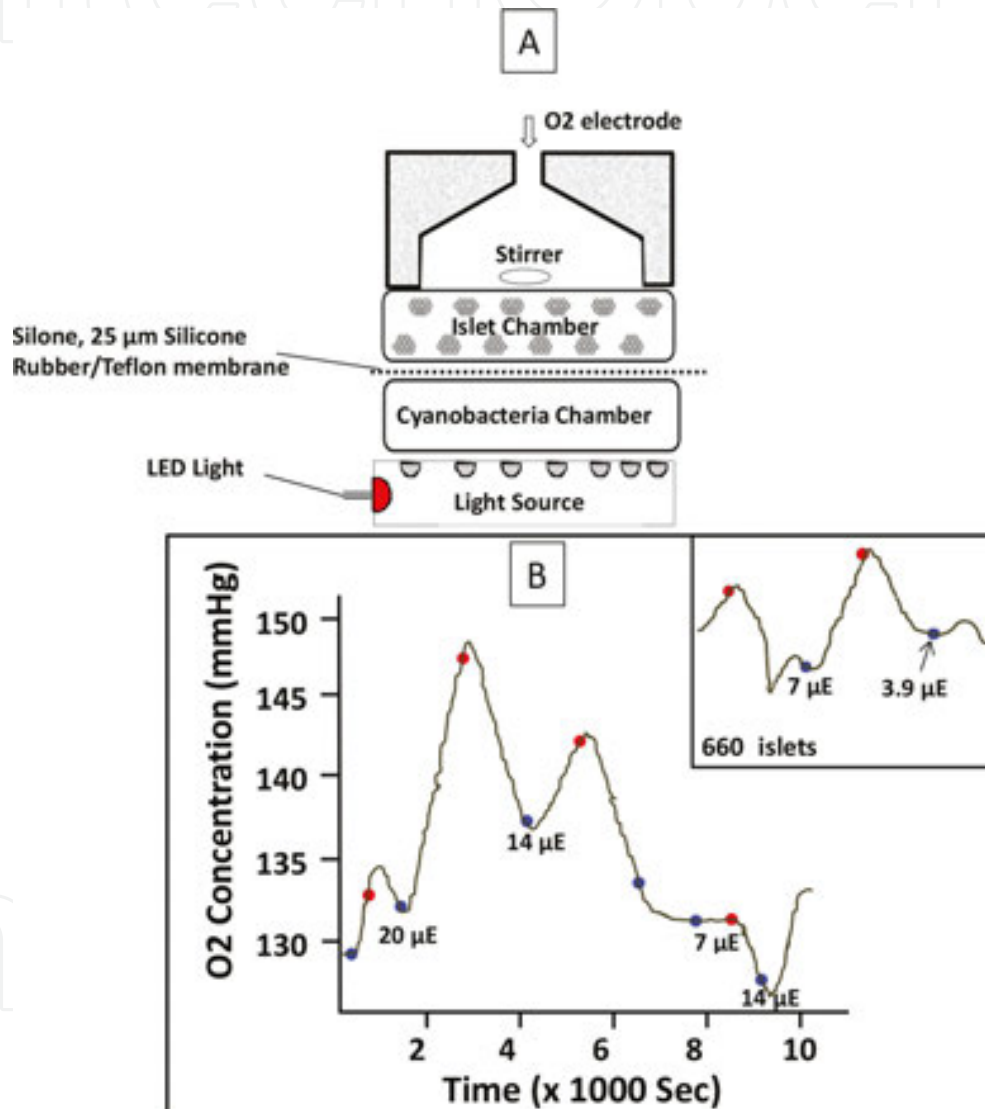 A
O2 electrode
Stirrer
Islet Chamber
Silone, 25 µm Silicone
Rubber/Teflon membrane
Cyanobacteria Chamber
LED Light
Light Source
B
O2 Concentration (mmHg)
150
145
140
135
130
20 µE
14 µE
7 µE
14 µE
2
4
6
8
10
Time (x 1000 Sec)
7 µE
3.9 µE
660 islets